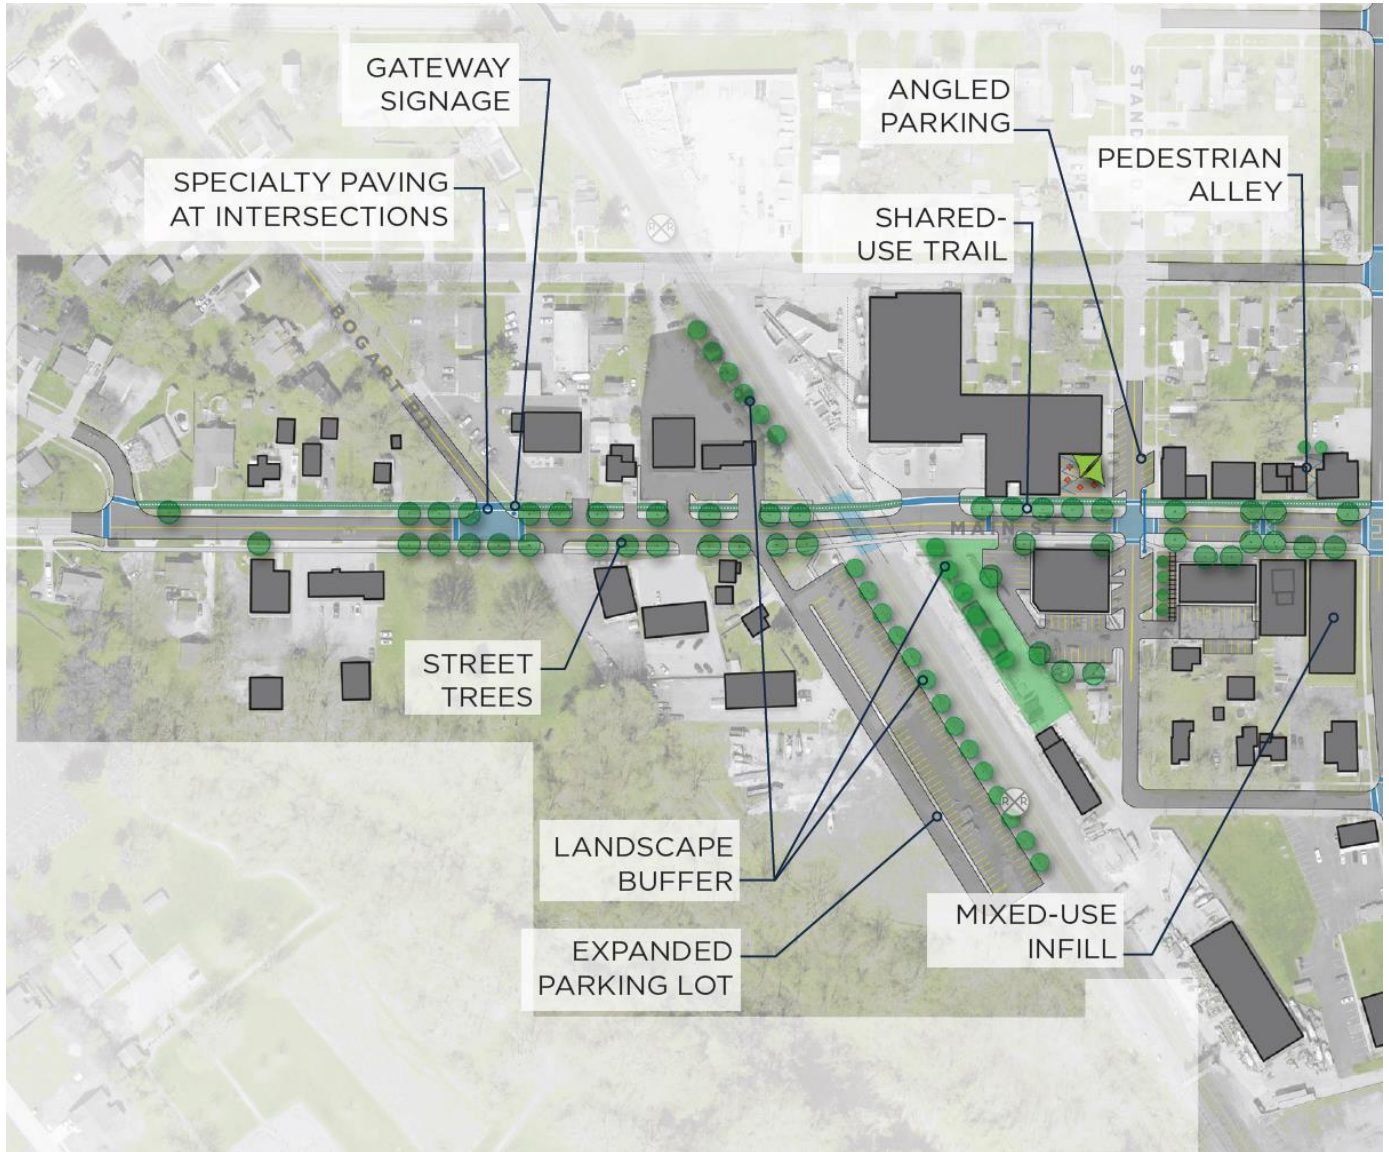 GATEWAY
SIGNAGE
ANGLED
PARKING
PEDESTRIAN
ALLEY
SPECIALTY PAVING
AT INTERSECTIONS
SHARED-
USE TRAIL
BOGART RD
MAIN ST
R R
STREET
TREES
R R
LANDSCAPE
BUFFER
MIXED-USE
INFILL
EXPANDED
PARKING LOT